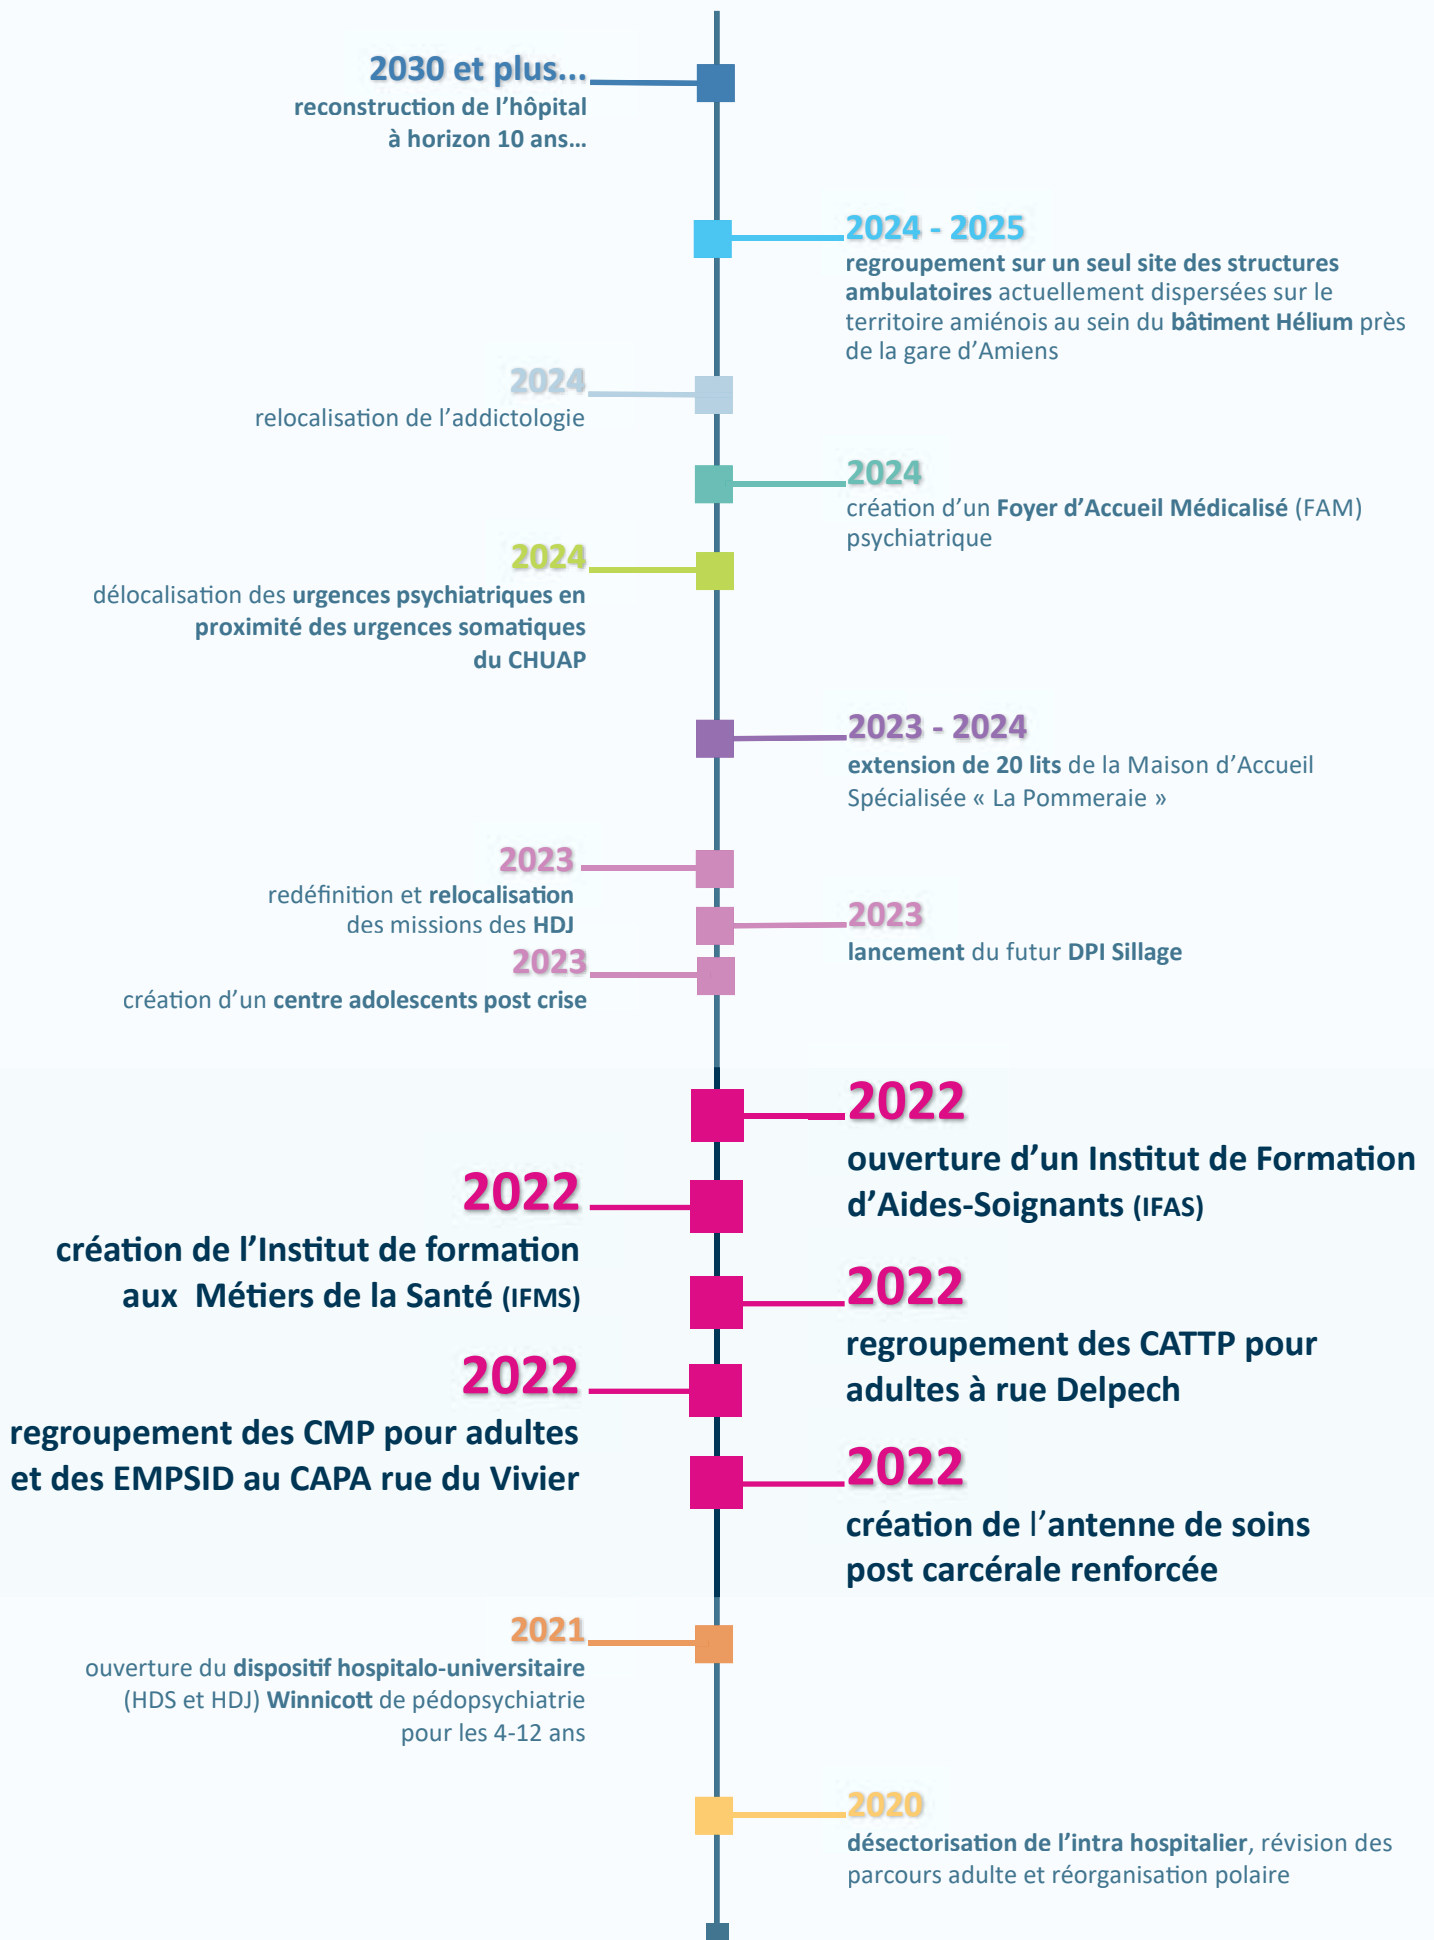 2030 et plus...
reconstruction de l’hôpital
à horizon 10 ans...
2024 - 2025
regroupement sur un seul site des structures
ambulatoires actuellement dispersées sur le
territoire amiénois au sein du bâtiment Hélium près
de la gare d’Amiens
2024
relocalisation de l’addictologie
2024
création d’un Foyer d’Accueil Médicalisé (FAM)
psychiatrique
2024
délocalisation des urgences psychiatriques en
proximité des urgences somatiques
du CHUAP
2023 - 2024
extension de 20 lits de la Maison d’Accueil
Spécialisée « La Pommeraie »
2023
redéfinition et relocalisation
des missions des HDJ
2023
lancement du futur DPI Sillage
2023
création d’un centre adolescents post crise
2022
ouverture d’un Institut de Formation
d’Aides-Soignants (IFAS)
2022
création de l’Institut de formation
aux Métiers de la Santé (IFMS)
2022
regroupement des CATTP pour
adultes à rue Delpech
2022
regroupement des CMP pour adultes
et des EMPSID au CAPA rue du Vivier
2022
création de l’antenne de soins
post carcérale renforcée
2021
ouverture du dispositif hospitalo-universitaire
(HDS et HDJ) Winnicott de pédopsychiatrie
pour les 4-12 ans
2020
désectorisation de l’intra hospitalier, révision des
parcours adulte et réorganisation polaire